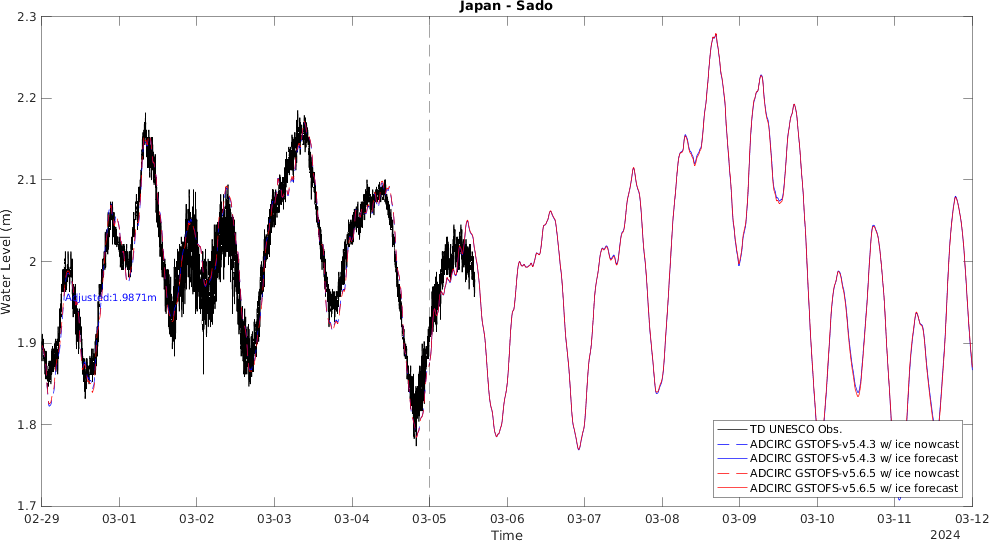 Japan - Sado
2.3
2.2
2.1
2
1.9
1.8
1.7
Water Level (m)
Adjusted:1.9871m
TD UNESCO Obs.
ADCIRC GSTOFS-v5.4.3 w/ ice nowcast
ADCIRC GSTOFS-v5.4.3 w/ ice forecast
ADCIRC GSTOFS-v5.6.5 w/ ice nowcast
ADCIRC GSTOFS-v5.6.5 w/ ice forecast
02-29 03-01 03-02 03-03 03-04 03-05 03-06 03-07 03-08 03-09 03-10 03-11 03-12
Time
2024